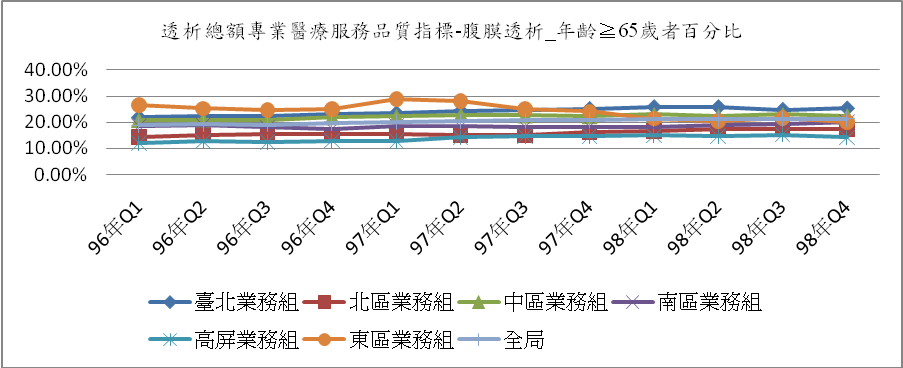 透析總額專業醫療服務品質指標-腹膜透析_年齡≧65歲者百分比
40.00%
30.00%
20.00%
10.00%
0.00%
96年Q1 96年Q2 96年Q3 96年Q4 97年Q1 97年Q2 97年Q3 97年Q4 98年Q1 98年Q2 98年Q3 98年Q4
臺北業務組 北區業務組 中區業務組 南區業務組
高屏業務組 東區業務組 全局